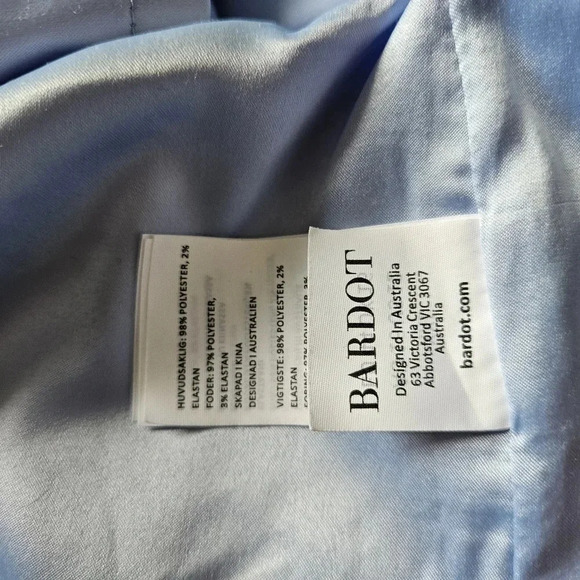 BARDOT
Designed In Australia
63 Victoria Crescent
Abbotsford VIC 3067
Australia
bardot.com
HUVUDSAKLIG: 98% POLYESTER, 2%
ELASTAN
FODER: 97% POLYESTER,
3% ELASTAN
SKAPAD I KINA
DESIGNAD I AUSTRALIEN
VIGTIGSTE: 98% POLYESTER, 2%
ELASTAN